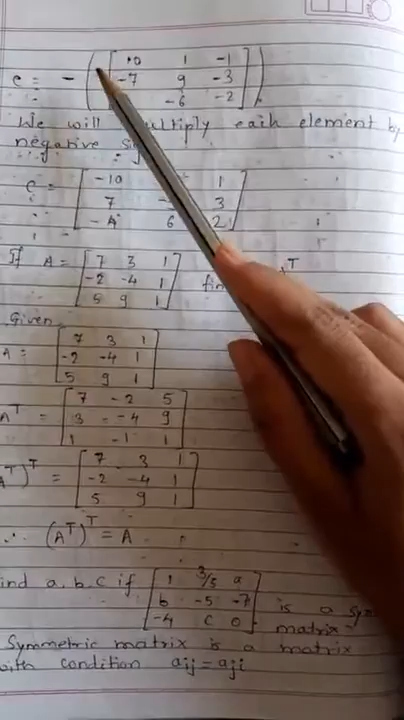 c = - ( [ 10 1 -1
-7 9 -3
-6 -2 ] )
We will multiply each element by
negative
c = [ -10 1
7 3
-4 6 2 ]
If A = [ 7 3 1
-2 -4 1
5 9 1 ] T
Given
A = [ 7 3 1
-2 -4 1
5 9 1 ]
A^T = [ 7 -2 5
3 -4 9
1 -1 1 ]
A^T)^T = [ 7 3 1
-2 -4 1
5 9 1 ]
∴ (A^T)^T = A
ind a, b, c if [ 1 3/5 a
b -5 -7
-4 c 0 ] is a sy
matrix
Symmetric matrix is a matrix
with condition aij = aji